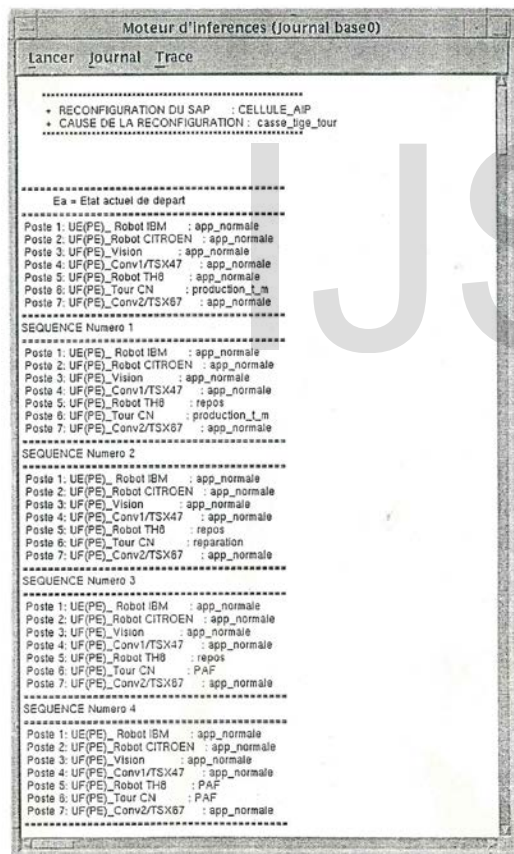 Moteur d'inferences (Journal base0)
Lancer Journal Trace
+ RECONFIGURATION DU SAP : CELLULE_AIP
+ CAUSE DE LA RECONFIGURATION : casse_tige_tour
Ea = Etat actuel de depart
Poste 1: UE(PE)_ Robot IBM : app_normale
Poste 2: UF(PE)_Robot CITROEN : app_normale
Poste 3: UF(PE)_Vision : app_normale
Poste 4: UF(PE)_Conv1/TSX47 : app_normale
Poste 5: UF(PE)_Robot TH8 : app_normale
Poste 6: UF(PE)_Tour CN : production_t_m
Poste 7: UF(PE)_Conv2/TSX67 : app_normale
SEQUENCE Numero 1
Poste 1: UE(PE)_ Robot IBM : app_normale
Poste 2: UF(PE)_Robot CITROEN : app_normale
Poste 3: UF(PE)_Vision : app_normale
Poste 4: UF(PE)_Conv1/TSX47 : app_normale
Poste 5: UF(PE)_Robot TH8 : repos
Poste 6: UF(PE)_Tour CN : production_t_m
Poste 7: UF(PE)_Conv2/TSX67 : app_normale
SEQUENCE Numero 2
Poste 1: UE(PE)_ Robot IBM : app_normale
Poste 2: UF(PE)_Robot CITROEN : app_normale
Poste 3: UF(PE)_Vision : app_normale
Poste 4: UF(PE)_Conv1/TSX47 : app_normale
Poste 5: UF(PE)_Robot TH8 : repos
Poste 6: UF(PE)_Tour CN : reparation
Poste 7: UF(PE)_Conv2/TSX67 : app_normale
SEQUENCE Numero 3
Poste 1: UE(PE)_ Robot IBM : app_normale
Poste 2: UF(PE)_Robot CITROEN : app_normale
Poste 3: UF(PE)_Vision : app_normale
Poste 4: UF(PE)_Conv1/TSX47 : app_normale
Poste 5: UF(PE)_Robot TH8 : repos
Poste 6: UF(PE)_Tour CN : PAF
Poste 7: UF(PE)_Conv2/TSX67 : app_normale
SEQUENCE Numero 4
Poste 1: UE(PE)_ Robot IBM : app_normale
Poste 2: UF(PE)_Robot CITROEN : app_normale
Poste 3: UF(PE)_Vision : app_normale
Poste 4: UF(PE)_Conv1/TSX47 : app_normale
Poste 5: UF(PE)_Robot TH8 : PAF
Poste 6: UF(PE)_Tour CN : PAF
Poste 7: UF(PE)_Conv2/TSX67 : app_normale